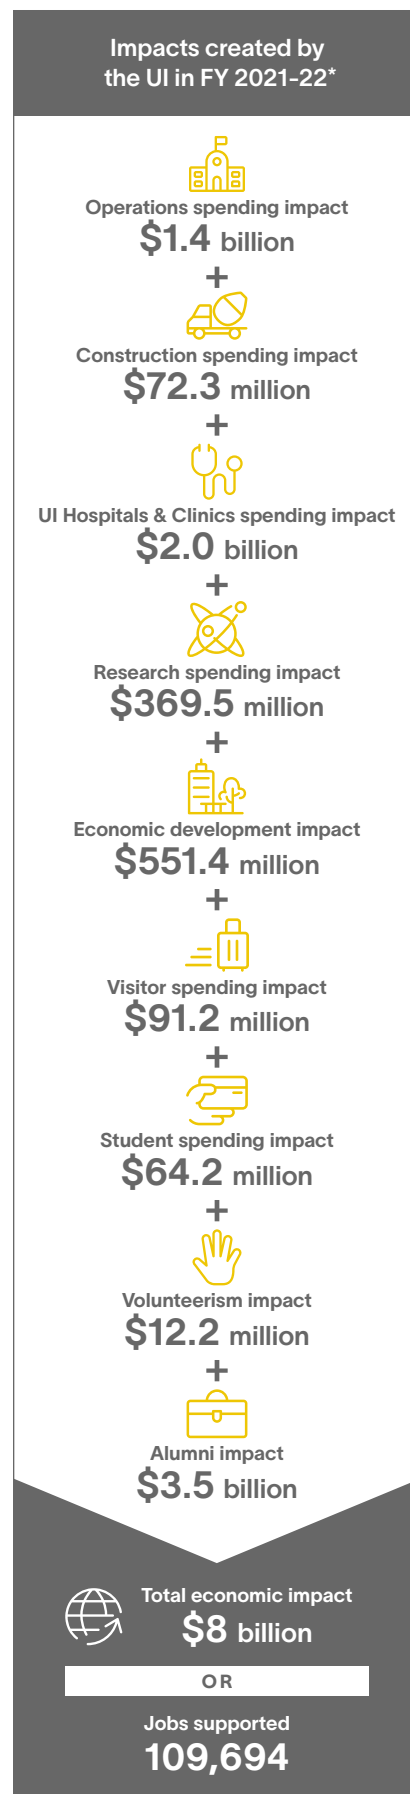 Impacts created by
the UI in FY 2021-22*
Operations spending impact
$1.4 billion
+
Construction spending impact
$72.3 million
+
UI Hospitals & Clinics spending impact
$2.0 billion
+
Research spending impact
$369.5 million
+
Economic development impact
$551.4 million
+
Visitor spending impact
$91.2 million
+
Student spending impact
$64.2 million
+
Volunteerism impact
$12.2 million
+
Alumni impact
$3.5 billion
Total economic impact
$8 billion
OR
Jobs supported
109,694